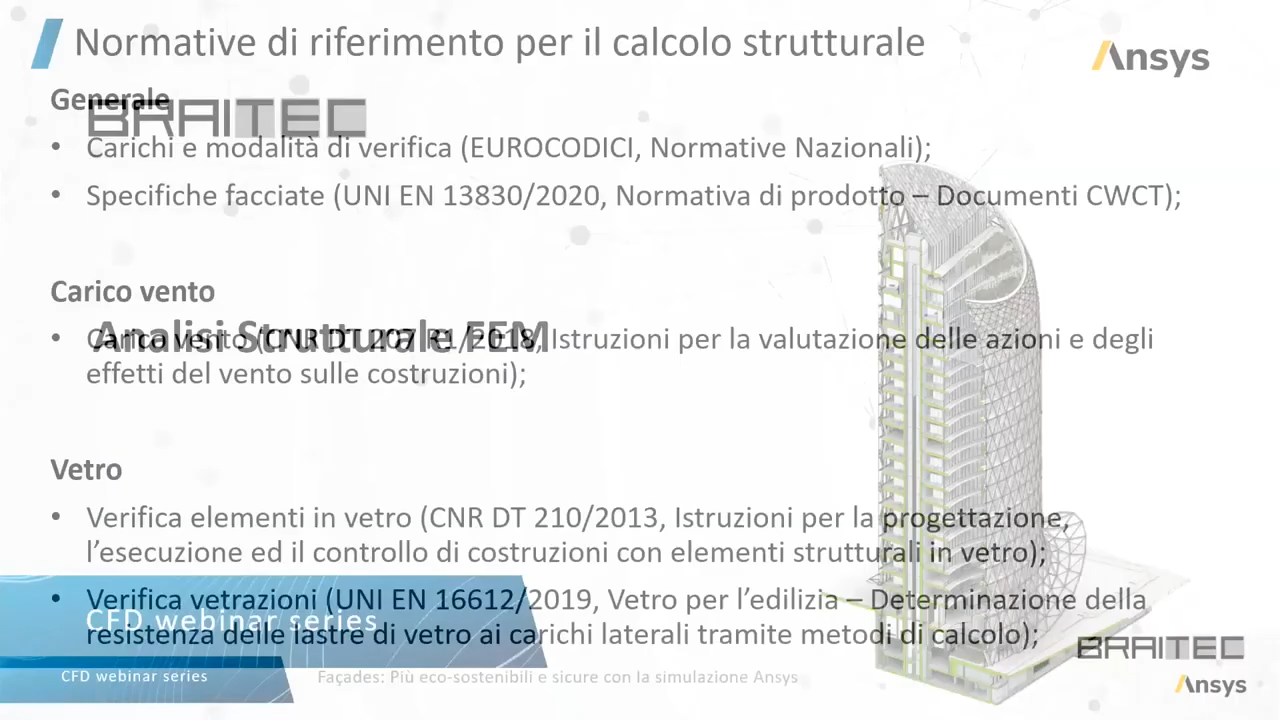 Normative di riferimento per il calcolo strutturale
Ansys
Generale
BRAITEC
• Carichi e modalità di verifica (EUROCODICI, Normative Nazionali);
• Specifiche facciate (UNI EN 13830/2020, Normativa di prodotto – Documenti CWCT);
Carico vento
Analisi Strutturale FEM
• Carico vento (CNR DT 207 R1/2018, Istruzioni per la valutazione delle azioni e degli
effetti del vento sulle costruzioni);
Vetro
• Verifica elementi in vetro (CNR DT 210/2013, Istruzioni per la progettazione,
l’esecuzione ed il controllo di costruzioni con elementi strutturali in vetro);
• Verifica vetrazioni (UNI EN 16612/2019, Vetro per l’edilizia – Determinazione della
CFD webinar series
resistenza delle lastre di vetro ai carichi laterali tramite metodi di calcolo);
BRAITEC
CFD webinar series
Façades: Più eco-sostenibili e sicure con la simulazione Ansys
Ansys